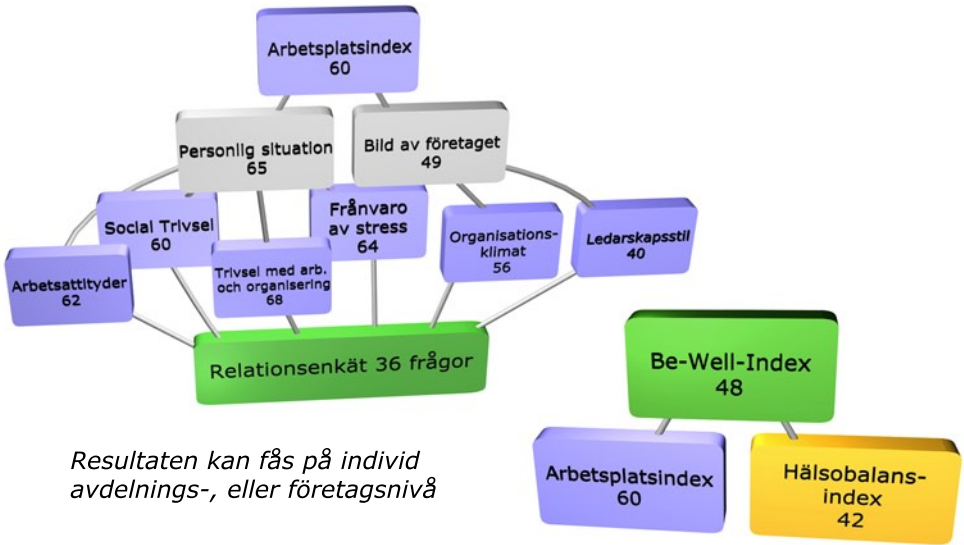 Arbetsplatsindex
60
Personlig situation
65
Bild av företaget
49
Social Trivsel
60
Frånvaro
av stress
64
Organisations-
klimat
56
Ledarskapsstil
40
Arbetsattityder
62
Trivsel med arb.
och organisering
68
Relationsenkät 36 frågor
Be-Well-Index
48
Arbetsplatsindex
60
Hälsobalans-
index
42
Resultaten kan fås på individ
avdelnings-, eller företagsnivå